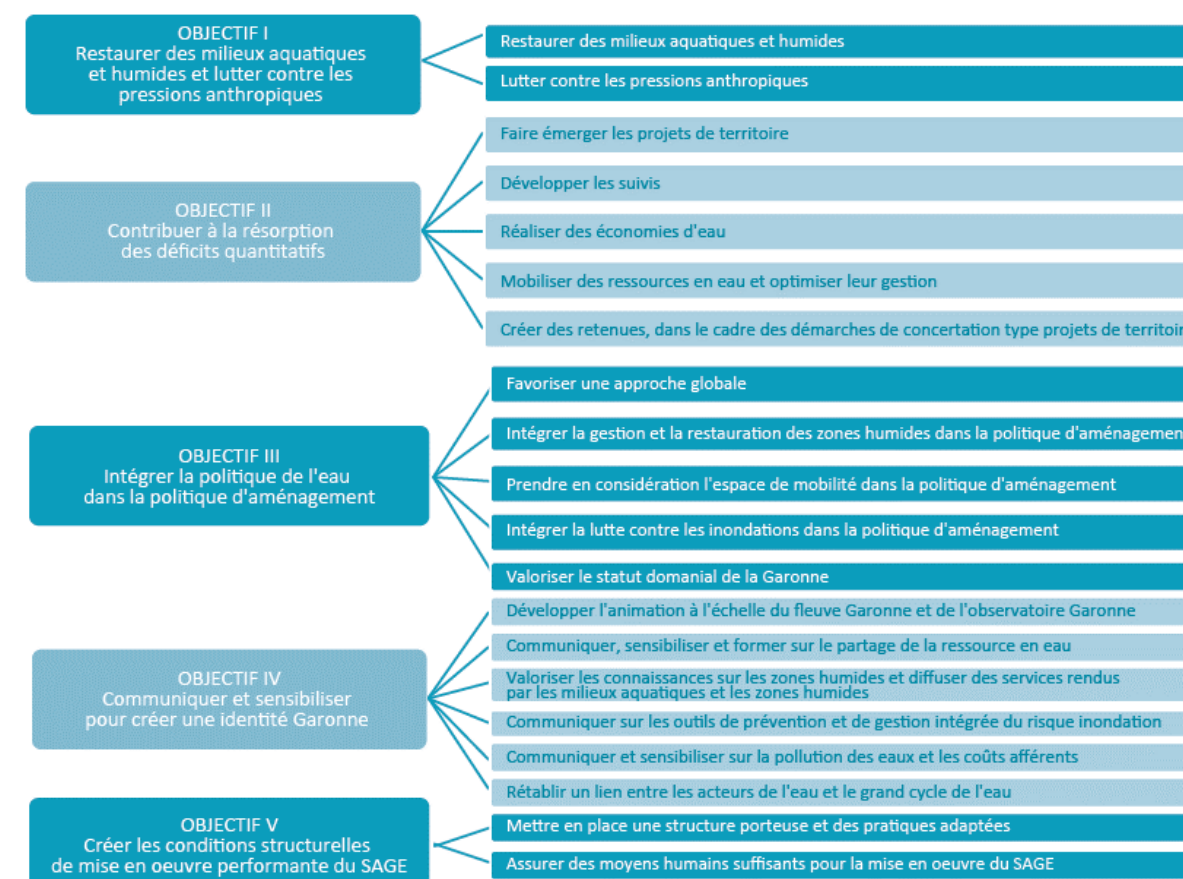 OBJECTIF I
Restaurer des milieux aquatiques
et humides et lutter contre les
pressions anthropiques
Restaurer des milieux aquatiques et humides
Lutter contre les pressions anthropiques
OBJECTIF II
Contribuer à la résorption
des déficits quantitatifs
Faire émerger les projets de territoire
Développer les suivis
Réaliser des économies d'eau
Mobiliser des ressources en eau et optimiser leur gestion
Créer des retenues, dans le cadre des démarches de concertation type projets de territoir
OBJECTIF III
Intégrer la politique de l'eau
dans la politique d'aménagement
Favoriser une approche globale
Intégrer la gestion et la restauration des zones humides dans la politique d'aménagemen
Prendre en considération l'espace de mobilité dans la politique d'aménagement
Intégrer la lutte contre les inondations dans la politique d'aménagement
Valoriser le statut domanial de la Garonne
OBJECTIF IV
Communiquer et sensibiliser
pour créer une identité Garonne
Développer l'animation à l'échelle du fleuve Garonne et de l'observatoire Garonne
Communiquer, sensibiliser et former sur le partage de la ressource en eau
Valoriser les connaissances sur les zones humides et diffuser des services rendus
par les milieux aquatiques et les zones humides
Communiquer sur les outils de prévention et de gestion intégrée du risque inondation
Communiquer et sensibiliser sur la pollution des eaux et les coûts afférents
Rétablir un lien entre les acteurs de l'eau et le grand cycle de l'eau
OBJECTIF V
Créer les conditions structurelles
de mise en oeuvre performante du SAGE
Mettre en place une structure porteuse et des pratiques adaptées
Assurer des moyens humains suffisants pour la mise en oeuvre du SAGE